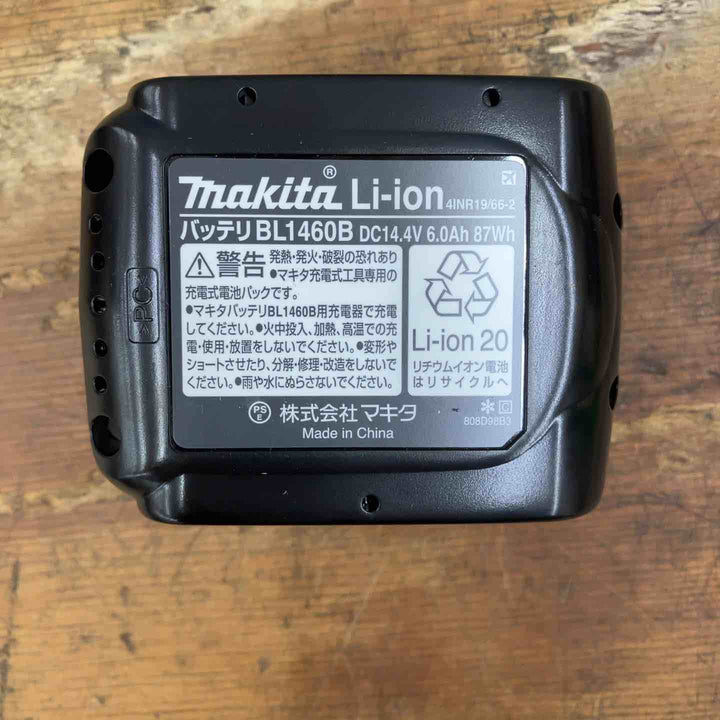 makita® Li-ion 4INR19/66-2
バッテリ BL1460B DC14.4V 6.0Ah 87Wh
警告 発熱・発火・破裂の恐れあり
●マキタ充電式工具専用の
充電式電池パックです。
●マキタバッテリBL1460B用充電器で充電
してください。●火中投入、加熱、高温での充
電・使用・放置をしないでください。●変形や
ショートさせたり、分解・修理・改造をしないで
ください。●雨や水にぬらさないでください。
Li-ion 20
リチウムイオン電池
はリサイクルへ
PSE 株式会社マキタ
Made in China
808D98B3
>PC<